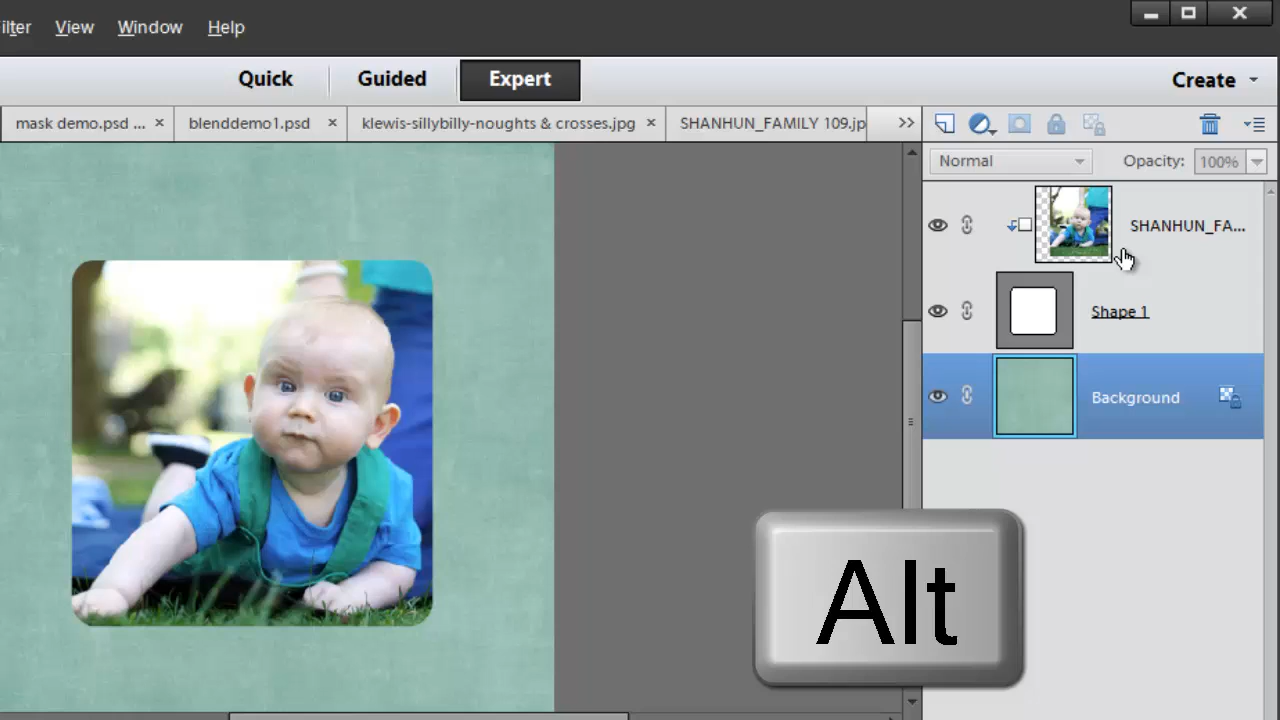 ilter View Window Help
Quick Guided Expert Create
mask demo.psd ... × blenddemo1.psd × klewis-sillybilly-noughts & crosses.jpg × SHANHUN_FAMILY 109.jp
Normal Opacity: 100%
SHANHUN_FA...
Shape 1
Background
Alt